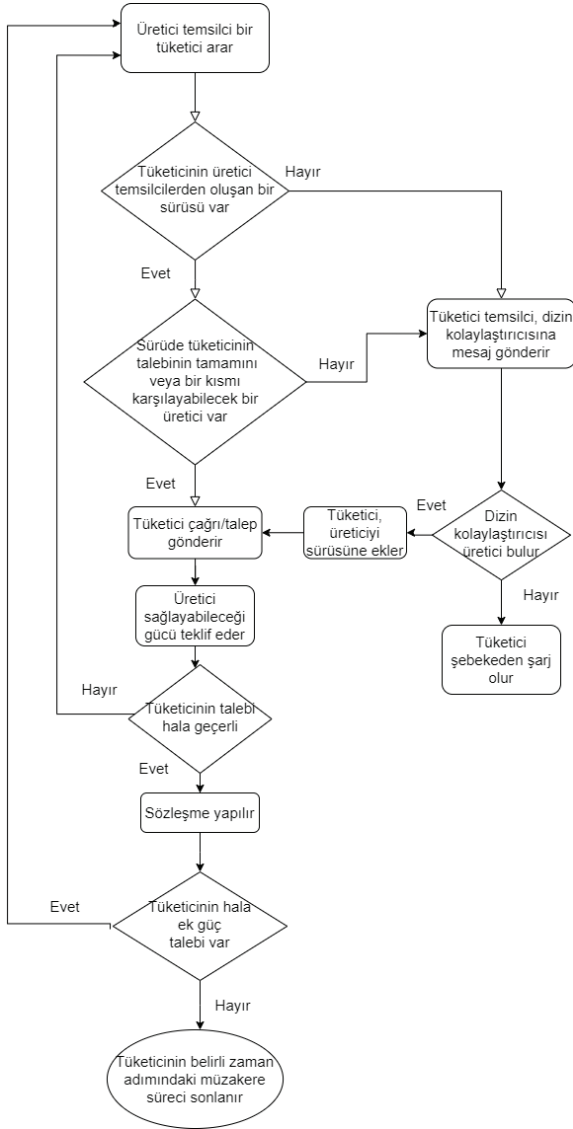 Üretici temsilci bir
tüketici arar
Tüketicinin üretici
temsilcilerden oluşan bir
sürüsü var
Hayır
Evet
Sürüde tüketicinin
talebinin tamamını
veya bir kısmı
karşılayabilecek bir
üretici var
Hayır
Tüketici temsilci, dizin
kolaylaştırıcısına
mesaj gönderir
Evet
Tüketici çağrı/talep
gönderir
Tüketici,
üreticiyi
sürüsüne ekler
Evet
Dizin
kolaylaştırıcısı
üretici bulur
Hayır
Tüketici
şebekeden şarj
olur
Üretici
sağlayabileceği
gücü teklif eder
Hayır
Tüketicinin talebi
hala geçerli
Evet
Sözleşme yapılır
Evet
Tüketicinin hala
ek güç
talebi var
Hayır
Tüketicinin belirli zaman
adımındaki müzakere
süreci sonlanır